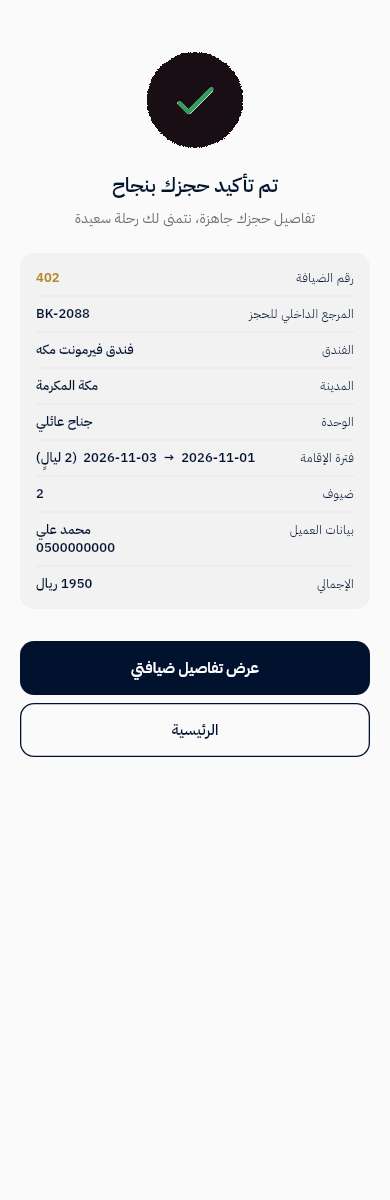 تم تأكيد حجزك بنجاح
تفاصيل حجزك جاهزة، نتمنى لك رحلة سعيدة
رقم الضيافة 402
المرجع الداخلي للحجز BK-2088
الفندق فندق فيرمونت مكه
المدينة مكة المكرمة
الوحدة جناح عائلي
فترة الإقامة 2026-11-01 → 2026-11-03 (2 ليالٍ)
ضيوف 2
بيانات العميل محمد علي
0500000000
الإجمالي 1950 ريال
عرض تفاصيل ضيافتي
الرئيسية